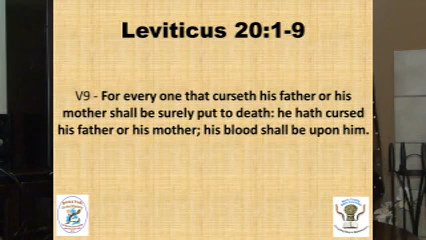 Leviticus 20:1-9
V9 - For every one that curseth his father or his
mother shall be surely put to death: he hath cursed
his father or his mother; his blood shall be upon him.